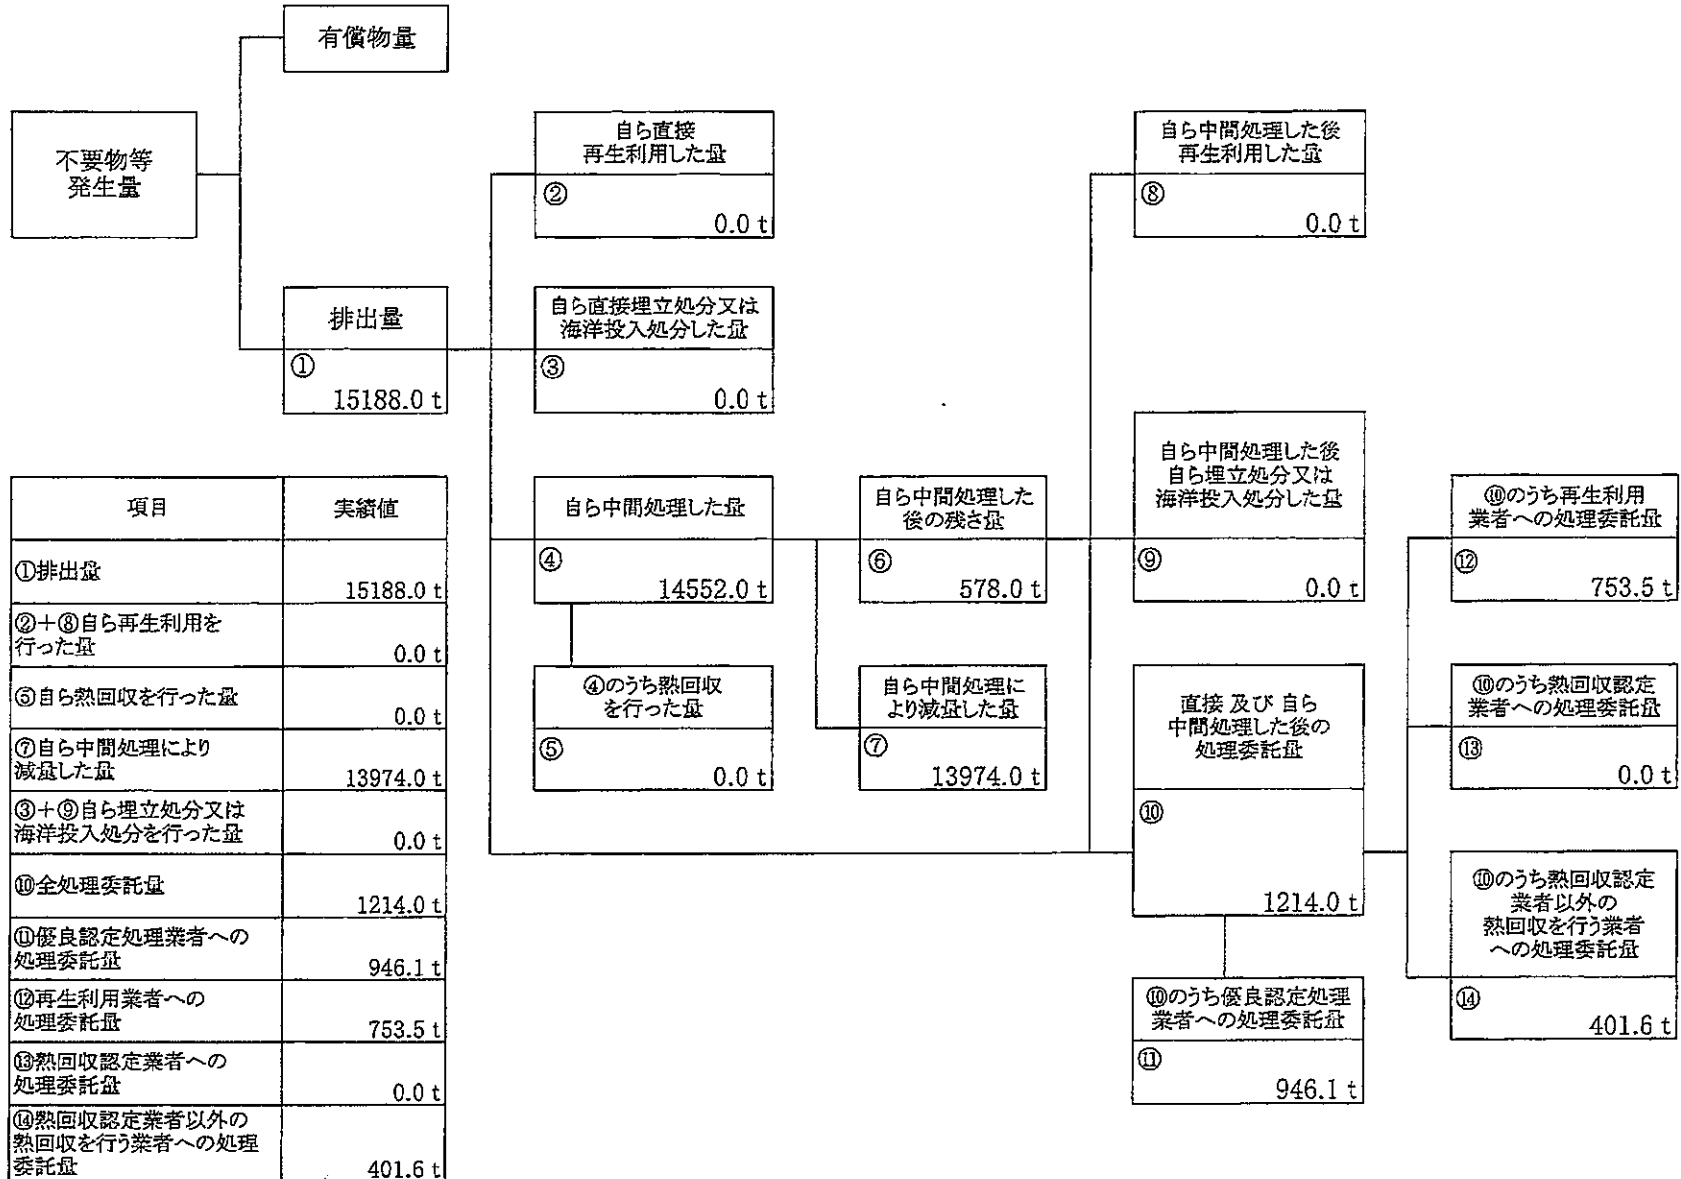 有償物量
不要物等
発生量
自ら直接
再生利用した量
②
0.0 t
自ら中間処理した後
再生利用した量
⑧
0.0 t
排出量
①
15188.0 t
自ら直接埋立処分又は
海洋投入処分した量
③
0.0 t
自ら中間処理した量
④
14552.0 t
自ら中間処理した
後の残さ量
⑥
578.0 t
自ら中間処理した後
自ら埋立処分又は
海洋投入処分した量
⑨
0.0 t
⑩のうち再生利用
業者への処理委託量
⑫
753.5 t
④のうち熱回収
を行った量
⑤
0.0 t
自ら中間処理に
より減量した量
⑦
13974.0 t
直接 及び 自ら
中間処理した後の
処理委託量
⑩
1214.0 t
⑩のうち熱回収認定
業者への処理委託量
⑬
0.0 t
⑩のうち熱回収認定
業者以外の
熱回収を行う業者
への処理委託量
⑭
401.6 t
⑩のうち優良認定処理
業者への処理委託量
⑪
946.1 t
項目 実績値
①排出量
15188.0 t
②+⑧自ら再生利用を
行った量
0.0 t
⑤自ら熱回収を行った量
0.0 t
⑦自ら中間処理により
減量した量
13974.0 t
③+⑨自ら埋立処分又は
海洋投入処分を行った量
0.0 t
⑩全処理委託量
1214.0 t
⑪優良認定処理業者への
処理委託量
946.1 t
⑫再生利用業者への
処理委託量
753.5 t
⑬熱回収認定業者への
処理委託量
0.0 t
⑭熱回収認定業者以外の
熱回収を行う業者への処理
委託量
401.6 t